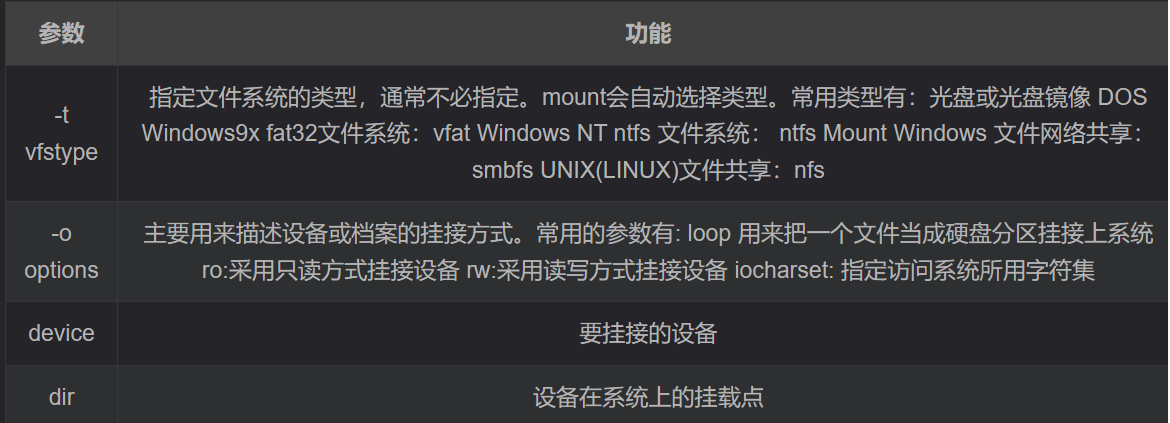 参数 功能
-t
vfstype
指定文件系统的类型，通常不必指定。mount会自动选择类型。常用类型有：光盘或光盘镜像 DOS
Windows9x fat32文件系统：vfat Windows NT ntfs 文件系统： ntfs Mount Windows 文件网络共享：
smbfs UNIX(LINUX)文件共享：nfs
-o
options
主要用来描述设备或档案的挂接方式。常用的参数有: loop 用来把一个文件当成硬盘分区挂接上系统
ro:采用只读方式挂接设备 rw:采用读写方式挂接设备 iocharset: 指定访问系统所用字符集
device 要挂接的设备
dir 设备在系统上的挂载点